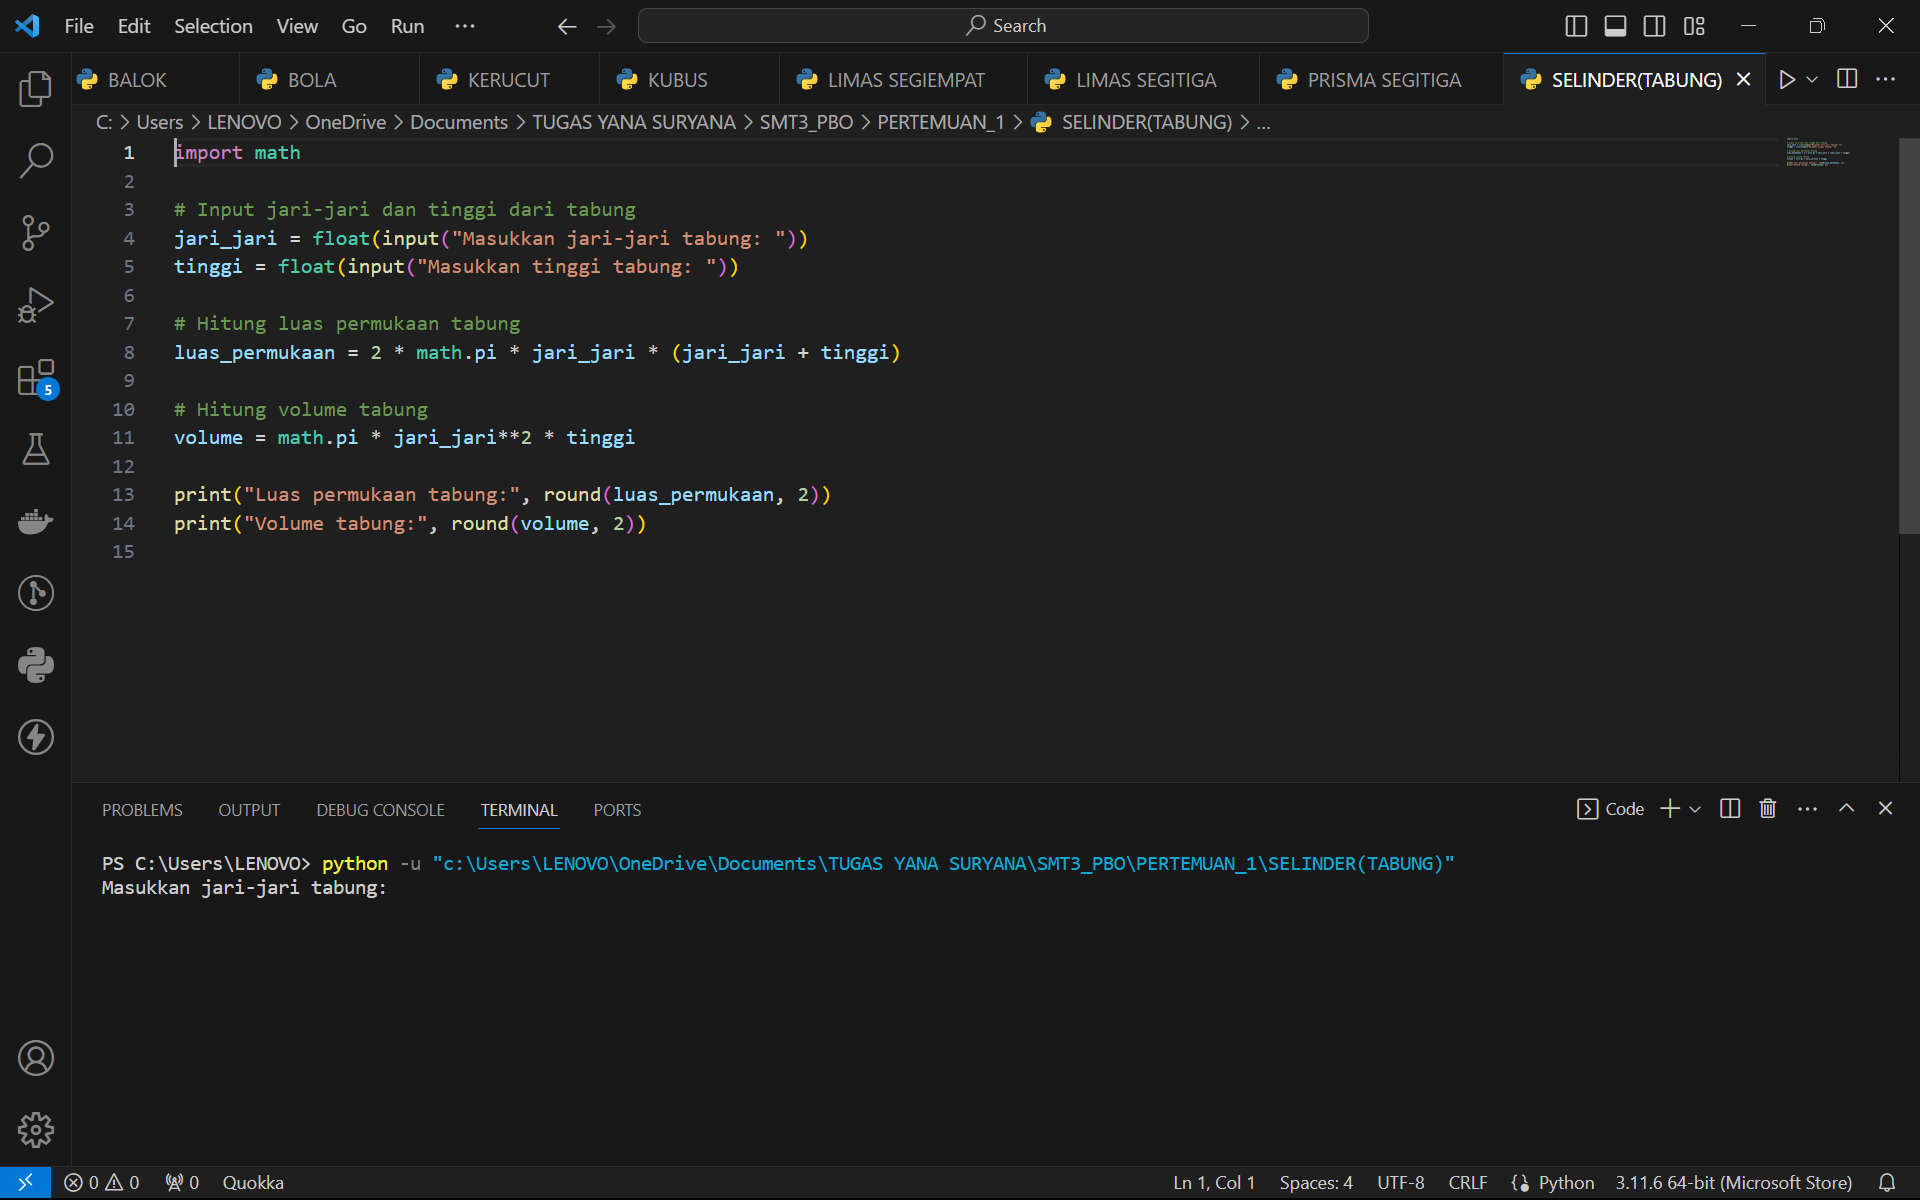 File Edit Selection View Go Run ··· Search
BALOK BOLA KERUCUT KUBUS LIMAS SEGIEMPAT LIMAS SEGITIGA PRISMA SEGITIGA SELINDER(TABUNG)
C: > Users > LENOVO > OneDrive > Documents > TUGAS YANA SURYANA > SMT3_PBO > PERTEMUAN_1 > SELINDER(TABUNG) > ...
1 import math
2
3 # Input jari-jari dan tinggi dari tabung
4 jari_jari = float(input("Masukkan jari-jari tabung: "))
5 tinggi = float(input("Masukkan tinggi tabung: "))
6
7 # Hitung luas permukaan tabung
8 luas_permukaan = 2 * math.pi * jari_jari * (jari_jari + tinggi)
9
10 # Hitung volume tabung
11 volume = math.pi * jari_jari**2 * tinggi
12
13 print("Luas permukaan tabung:", round(luas_permukaan, 2))
14 print("Volume tabung:", round(volume, 2))
15
5
PROBLEMS OUTPUT DEBUG CONSOLE TERMINAL PORTS Code
PS C:\Users\LENOVO> python -u "c:\Users\LENOVO\OneDrive\Documents\TUGAS YANA SURYANA\SMT3_PBO\PERTEMUAN_1\SELINDER(TABUNG)"
Masukkan jari-jari tabung:
0 0 0 Quokka Ln 1, Col 1 Spaces: 4 UTF-8 CRLF Python 3.11.6 64-bit (Microsoft Store)